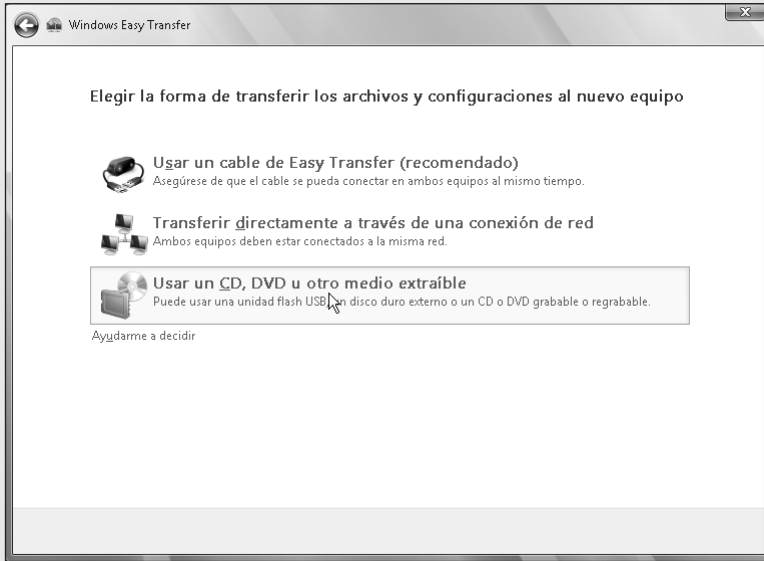 Windows Easy Transfer
Elegir la forma de transferir los archivos y configuraciones al nuevo equipo
Usar un cable de Easy Transfer (recomendado)
Asegúrese de que el cable se pueda conectar en ambos equipos al mismo tiempo.
Transferir directamente a través de una conexión de red
Ambos equipos deben estar conectados a la misma red.
Usar un CD, DVD u otro medio extraíble
Puede usar una unidad flash USB, un disco duro externo o un CD o DVD grabable o regrabable.
Ayudarme a decidir